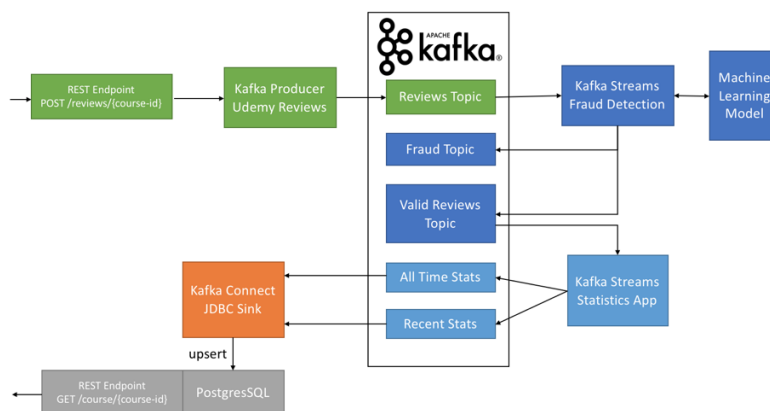 APACHE
kafka®
REST Endpoint
POST /reviews/{course-id}
Kafka Producer
Udemy Reviews
Reviews Topic
Kafka Streams
Fraud Detection
Machine
Learning
Model
Fraud Topic
Valid Reviews
Topic
Kafka Connect
JDBC Sink
All Time Stats
Kafka Streams
Statistics App
Recent Stats
upsert
REST Endpoint
GET /course/{course-id}
PostgresSQL